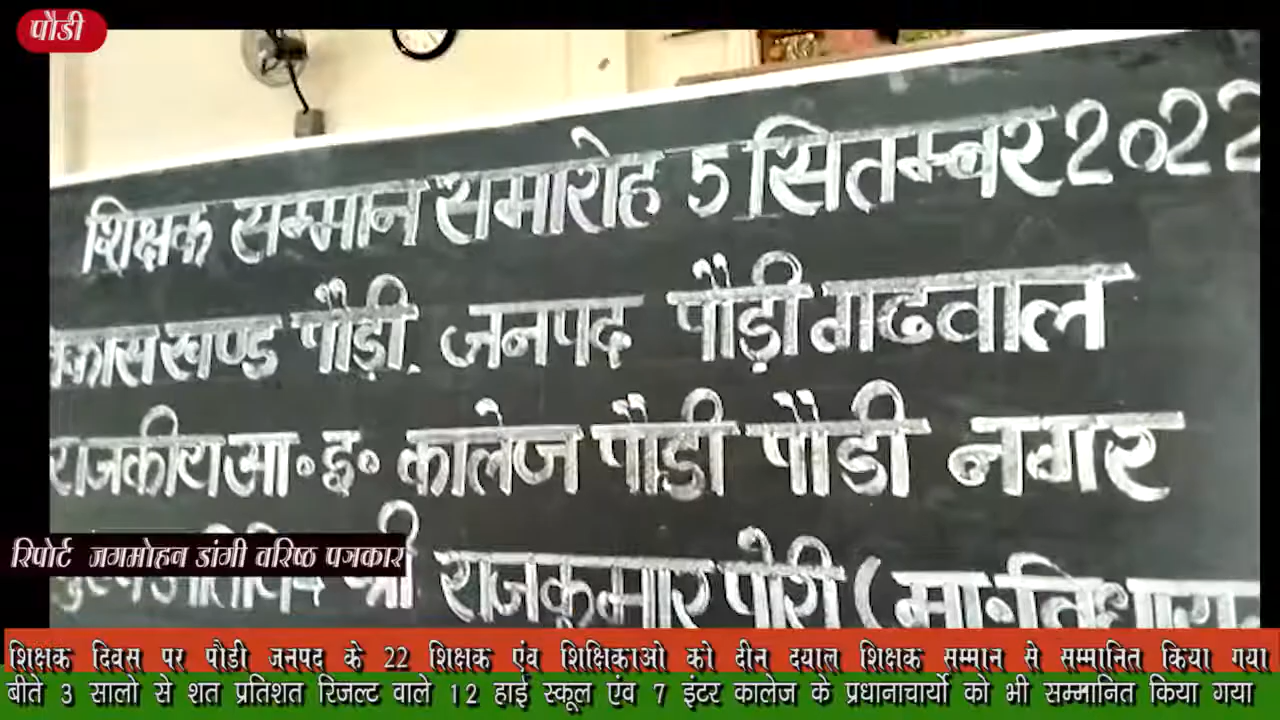 पौडी
शिक्षक सम्मान समारोह 5 सितम्बर 2022
विकास खण्ड पौड़ी. जनपद पौड़ी गढवाल
राजकीय आ॰इ॰ कालेज पौडी पौडी नगर
रिपोर्ट जगमोहन डांगी वरिष्ठ पत्रकार
श्री राजकुमार पोरी (मा॰
शिक्षक दिवस पर पौडी जनपद के 22 शिक्षक एंव शिक्षिकाओ को दीन दयाल शिक्षक सम्मान से सम्मानित किया गया
बीते 3 सालो से शत प्रतिशत रिजल्ट वाले 12 हाई स्कूल एंव 7 इंटर कालेज के प्रधानाचार्यो को भी सम्मानित किया गया